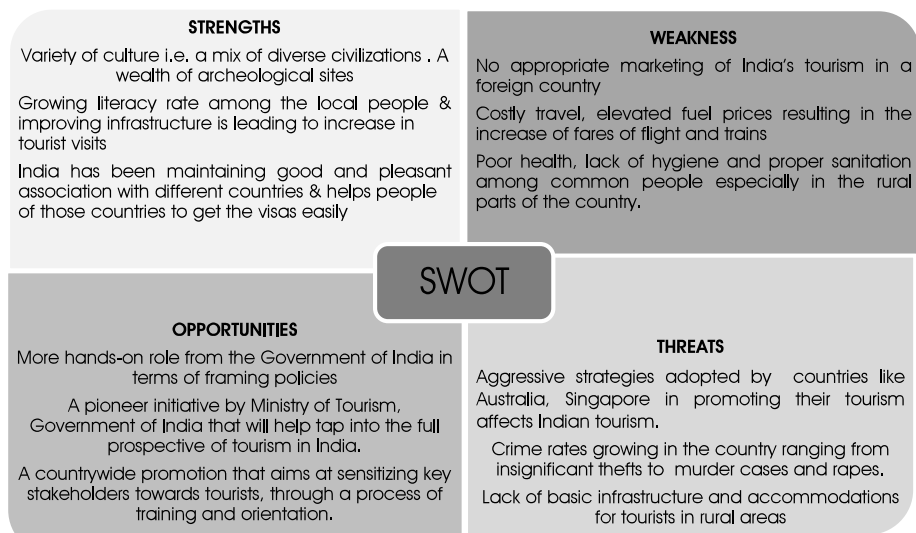 STRENGTHS
Variety of culture i.e. a mix of diverse civilizations . A
wealth of archeological sites
Growing literacy rate among the local people &
improving infrastructure is leading to increase in
tourist visits
India has been maintaining good and pleasant
association with different countries & helps people
of those countries to get the visas easily
WEAKNESS
No appropriate marketing of India's tourism in a
foreign country
Costly travel, elevated fuel prices resulting in the
increase of fares of flight and trains
Poor health, lack of hygiene and proper sanitation
among common people especially in the rural
parts of the country.
SWOT
OPPORTUNITIES
More hands-on role from the Government of India in
terms of framing policies
A pioneer initiative by Ministry of Tourism,
Government of India that will help tap into the full
prospective of tourism in India.
A countrywide promotion that aims at sensitizing key
stakeholders towards tourists, through a process of
training and orientation.
THREATS
Aggressive strategies adopted by countries like
Australia, Singapore in promoting their tourism
affects Indian tourism.
Crime rates growing in the country ranging from
insignificant thefts to murder cases and rapes.
Lack of basic infrastructure and accommodations
for tourists in rural areas